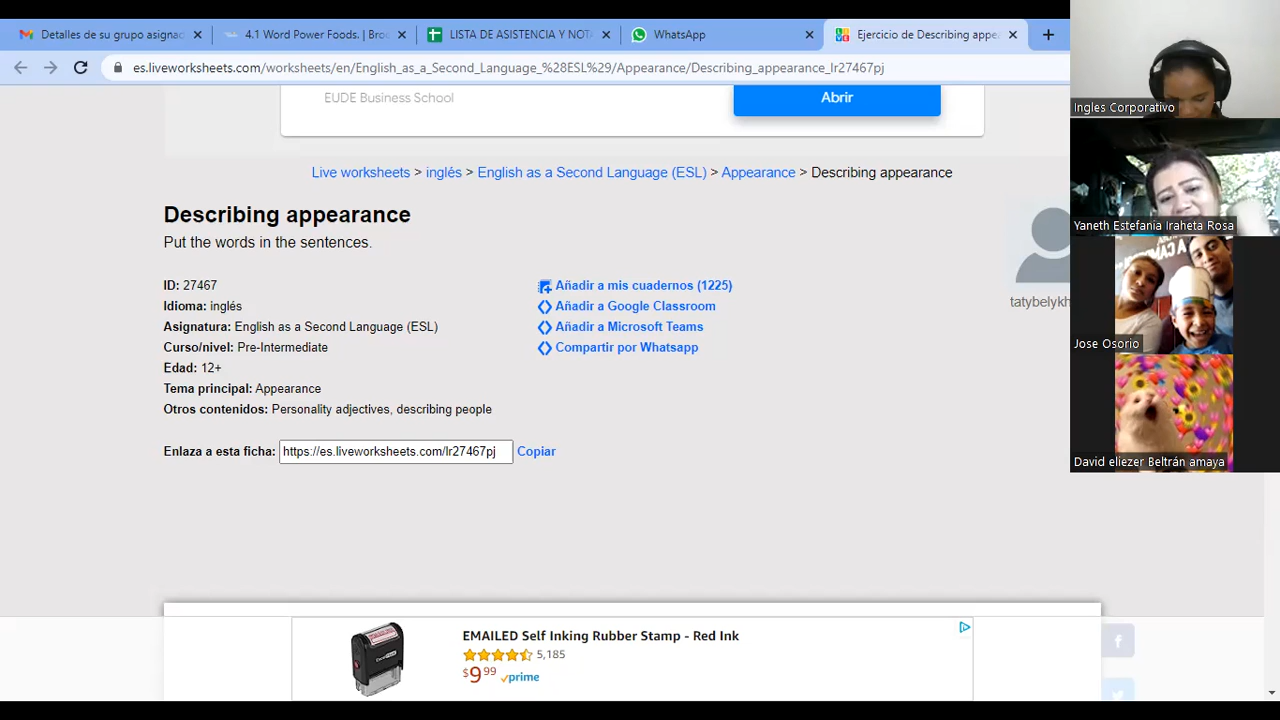 Detalles de su grupo asignac
4.1 Word Power Foods. | Broc
LISTA DE ASISTENCIA Y NOTA
WhatsApp
Ejercicio de Describing appea
es.liveworksheets.com/worksheets/en/English_as_a_Second_Language_%28ESL%29/Appearance/Describing_appearance_lr27467pj
EUDE Business School
Abrir
Ingles Corporativo
Live worksheets > inglés > English as a Second Language (ESL) > Appearance > Describing appearance
Describing appearance
Put the words in the sentences.
Yaneth Estefania Iraheta Rosa
ID: 27467
Idioma: inglés
Asignatura: English as a Second Language (ESL)
Curso/nivel: Pre-Intermediate
Edad: 12+
Tema principal: Appearance
Otros contenidos: Personality adjectives, describing people
Añadir a mis cuadernos (1225)
Añadir a Google Classroom
Añadir a Microsoft Teams
Compartir por Whatsapp
tatybelykh
Jose Osorio
Enlaza a esta ficha: https://es.liveworksheets.com/lr27467pj Copiar
David eliezer Beltrán amaya
EMAILED Self Inking Rubber Stamp - Red Ink
5,185
$9 99 prime